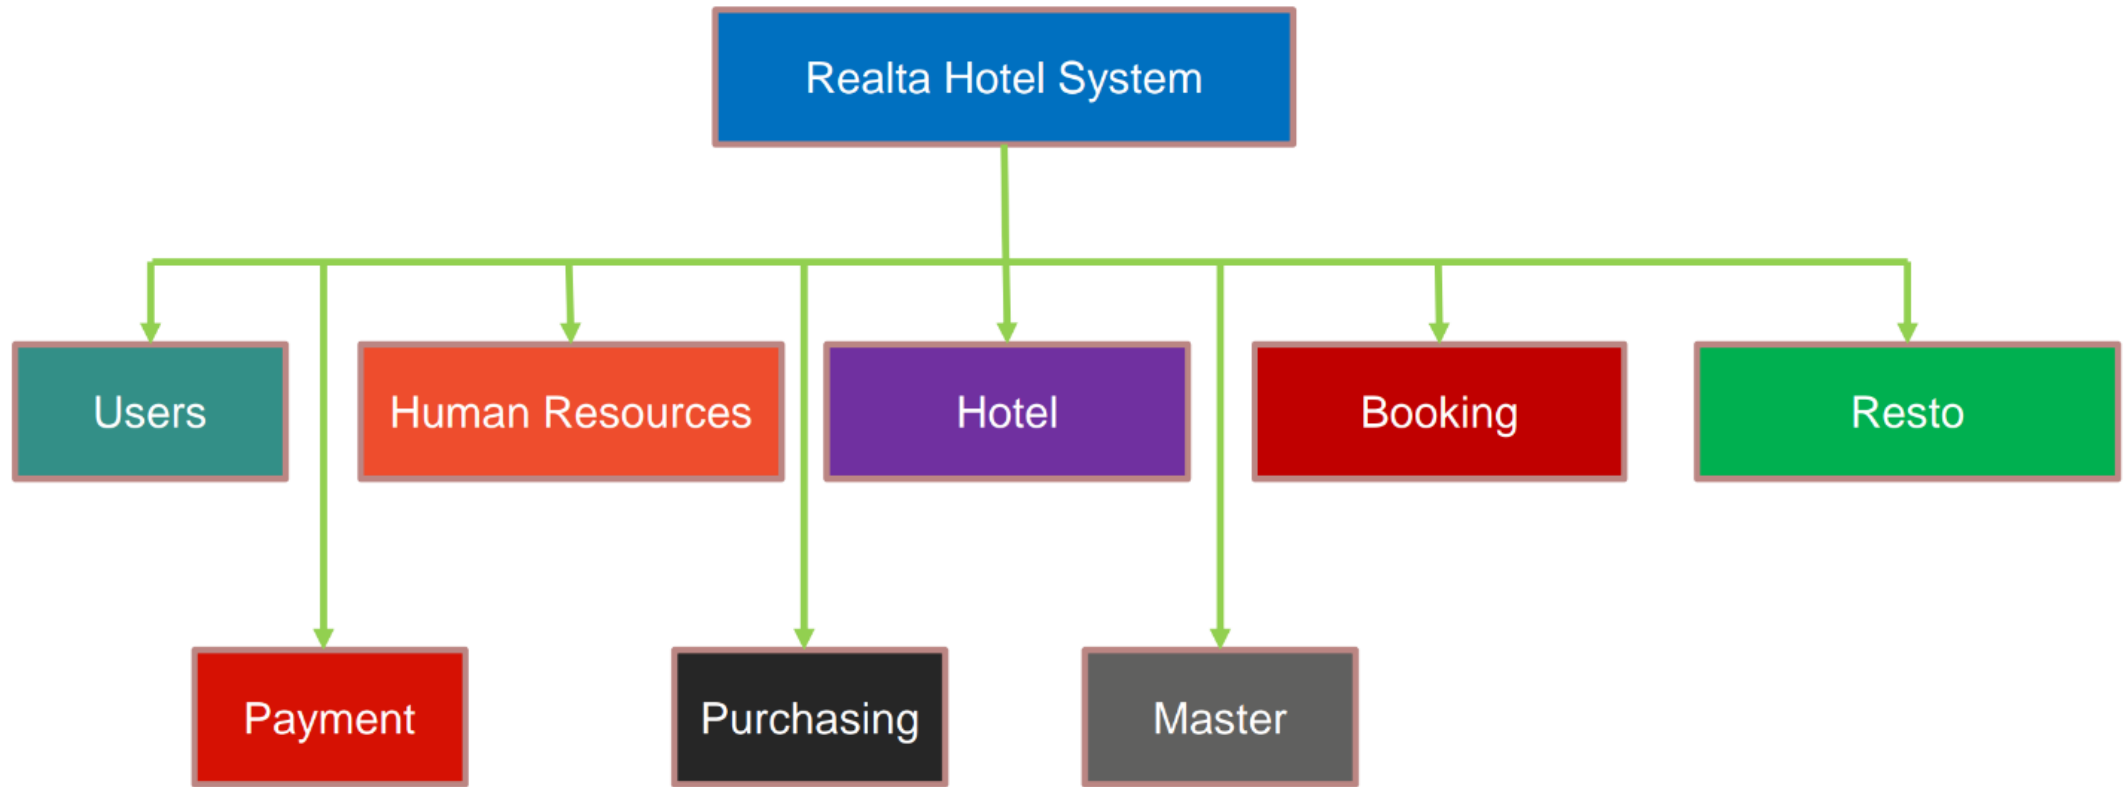 Realta Hotel System
Users
Human Resources
Hotel
Booking
Resto
Payment
Purchasing
Master